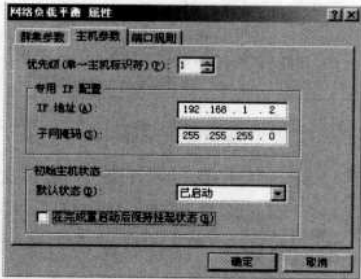 网络负载平衡 属性
群集参数 主机参数 端口规则
优先级(单一主机标识符)(P): 1
专用 IP 配置
IP 地址(A): 192 .168 . 1 . 2
子网掩码(S): 255 .255 .255 . 0
初始主机状态
默认状态(D): 已启动
在完成重启动后保持挂起状态
确定 取消